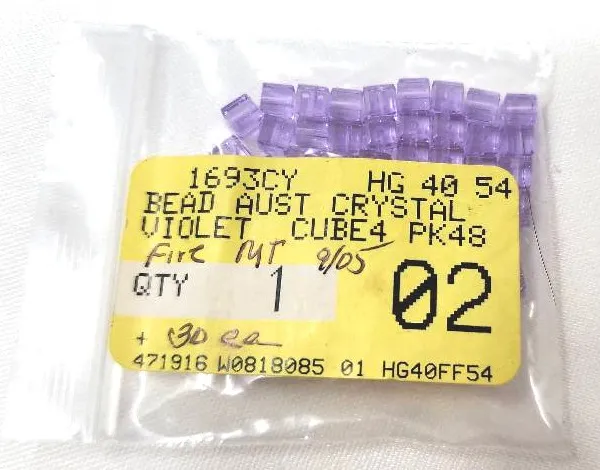 1693CY HG 40 54
BEAD AUST CRYSTAL
VIOLET CUBE4 PK48
Fire MT 9/05
QTY 1 02
+ 30 ea
471916 W0818085 01 HG40FF54